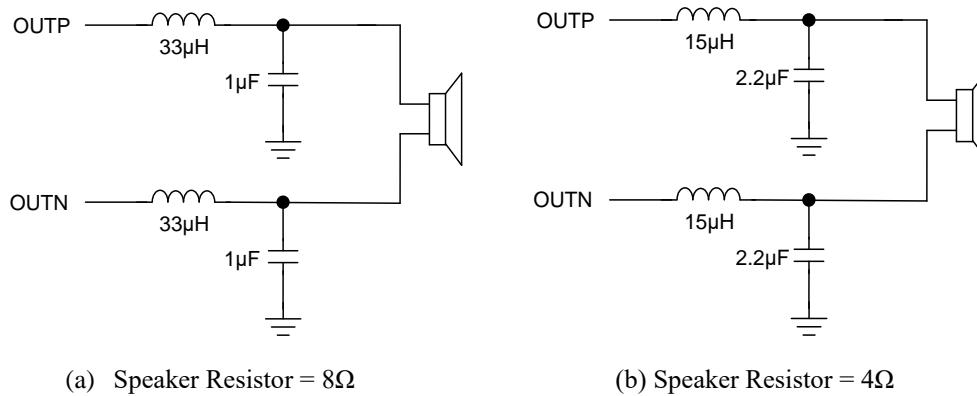 OUTP
33µH
1µF
OUTN
33µH
1µF
(a) Speaker Resistor = 8Ω
OUTP
15µH
2.2µF
OUTN
15µH
2.2µF
(b) Speaker Resistor = 4Ω